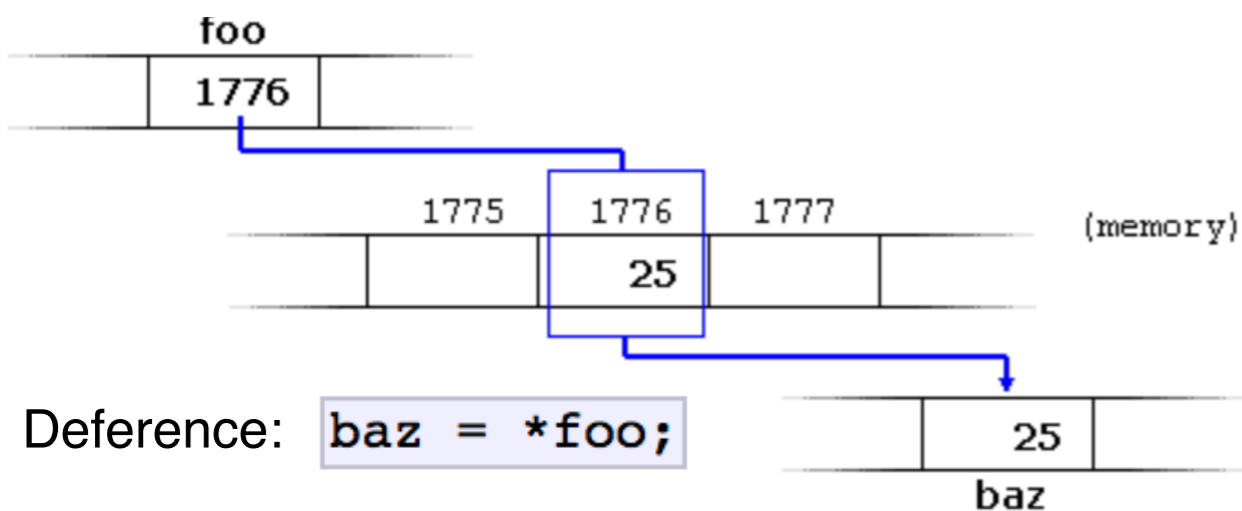 foo
1776
1775 1776 1777
(memory)
25
Deference: baz = *foo;
25
baz